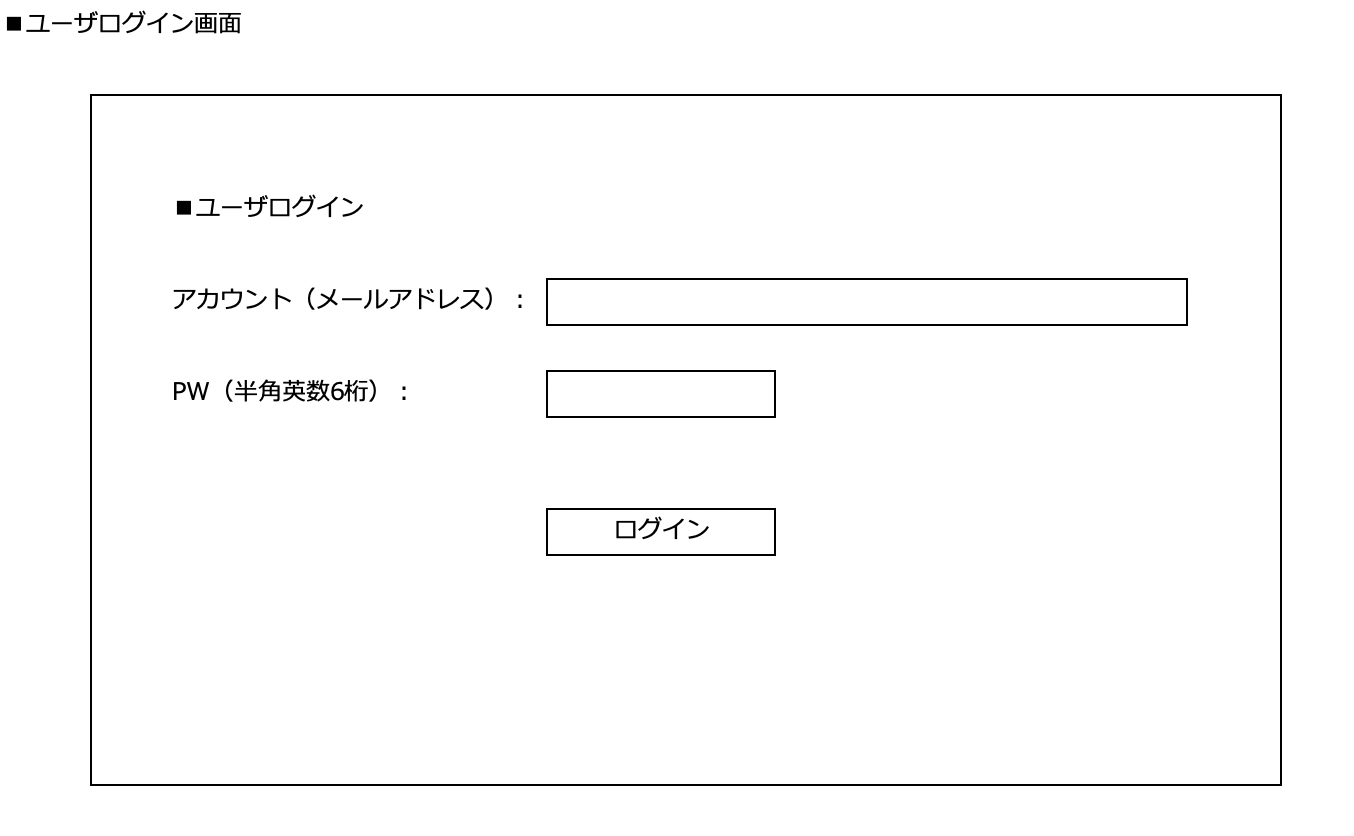 ■ユーザログイン画面
■ユーザログイン
アカウント（メールアドレス）：
PW（半角英数6桁）：
ログイン